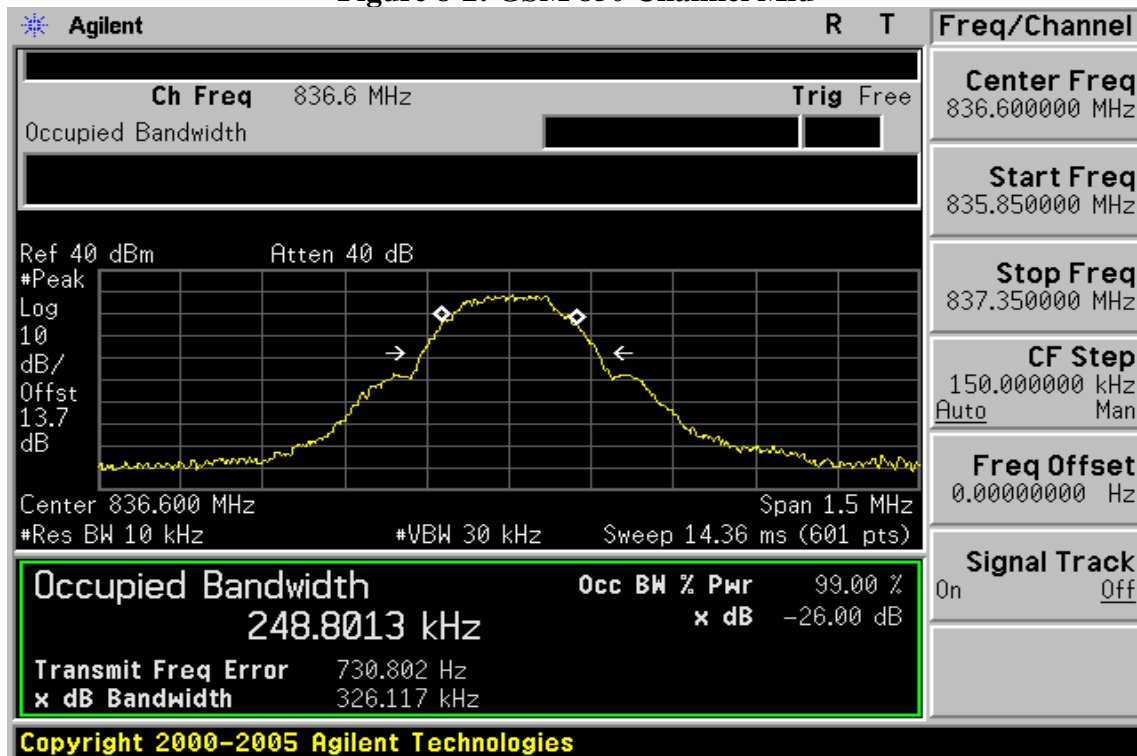 Agilent R T Freq/Channel
Ch Freq 836.6 MHz Trig Free
Occupied Bandwidth
Center Freq
836.600000 MHz
Start Freq
835.850000 MHz
Stop Freq
837.350000 MHz
CF Step
150.000000 kHz
Auto Man
Freq Offset
0.00000000 Hz
Signal Track
On Off
Ref 40 dBm Atten 40 dB
#Peak
Log
10
dB/
Offst
13.7
dB
Center 836.600 MHz Span 1.5 MHz
#Res BW 10 kHz #VBW 30 kHz Sweep 14.36 ms (601 pts)
Occupied Bandwidth
248.8013 kHz
Occ BW % Pwr 99.00 %
x dB -26.00 dB
Transmit Freq Error 730.802 Hz
x dB Bandwidth 326.117 kHz
Copyright 2000-2005 Agilent Technologies